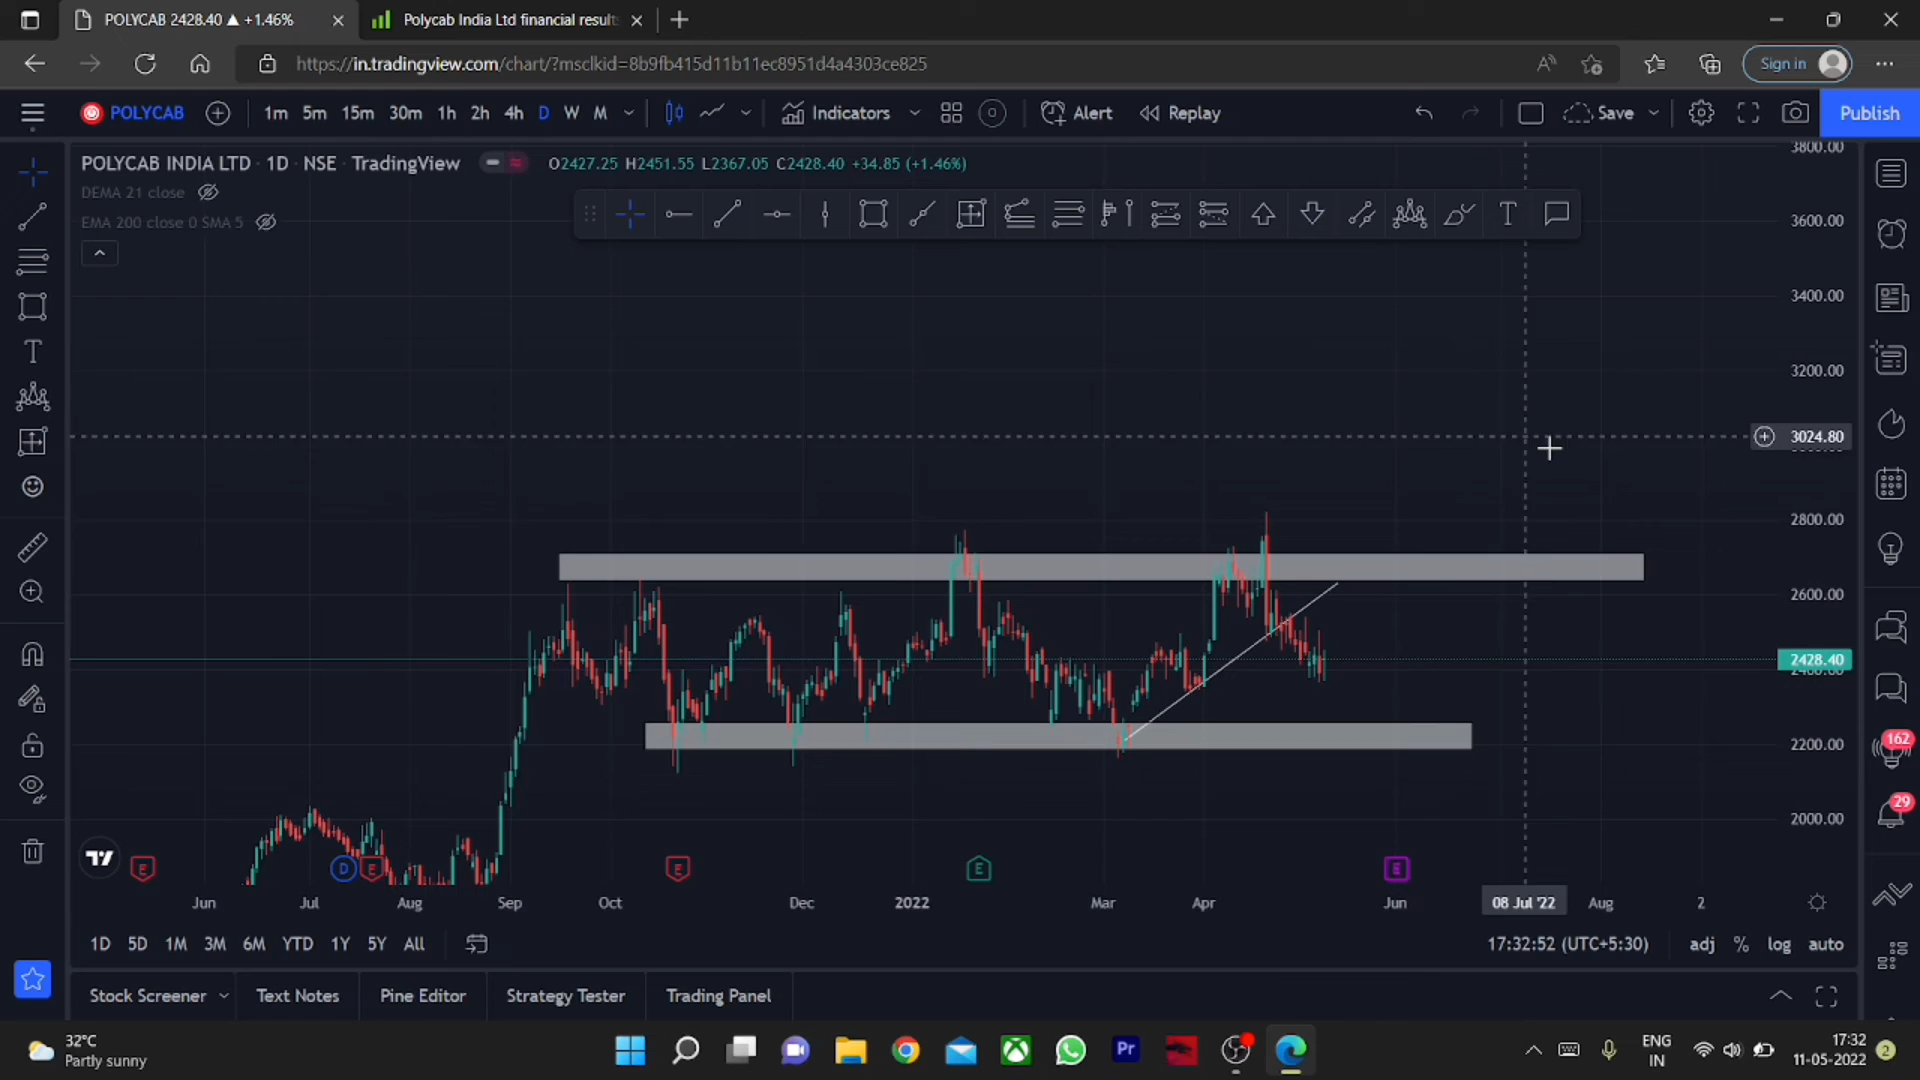 POLYCAB 2428.40 ▲ +1.46%
Polycab India Ltd financial result
https://in.tradingview.com/chart/?msclkid=8b9fb415d11b11ec8951d4a4303ce825
Sign in
POLYCAB 1m 5m 15m 30m 1h 2h 4h D W M Indicators Alert Replay Save Publish
POLYCAB INDIA LTD · 1D · NSE TradingView O2427.25 H2451.55 L2367.05 C2428.40 +34.85 (+1.46%)
DEMA 21 close
EMA 200 close 0 SMA 5
3800.00
3600.00
3400.00
3200.00
3024.80
2800.00
2600.00
2428.40
2200.00
2000.00
162
29
E D E E E E
Jun Jul Aug Sep Oct Dec 2022 Mar Apr Jun 08 Jul '22 Aug 2
1D 5D 1M 3M 6M YTD 1Y 5Y All 17:32:52 (UTC+5:30) adj % log auto
Stock Screener Text Notes Pine Editor Strategy Tester Trading Panel
32°C
Partly sunny
Pr
ENG
IN
17:32
11-05-2022
2